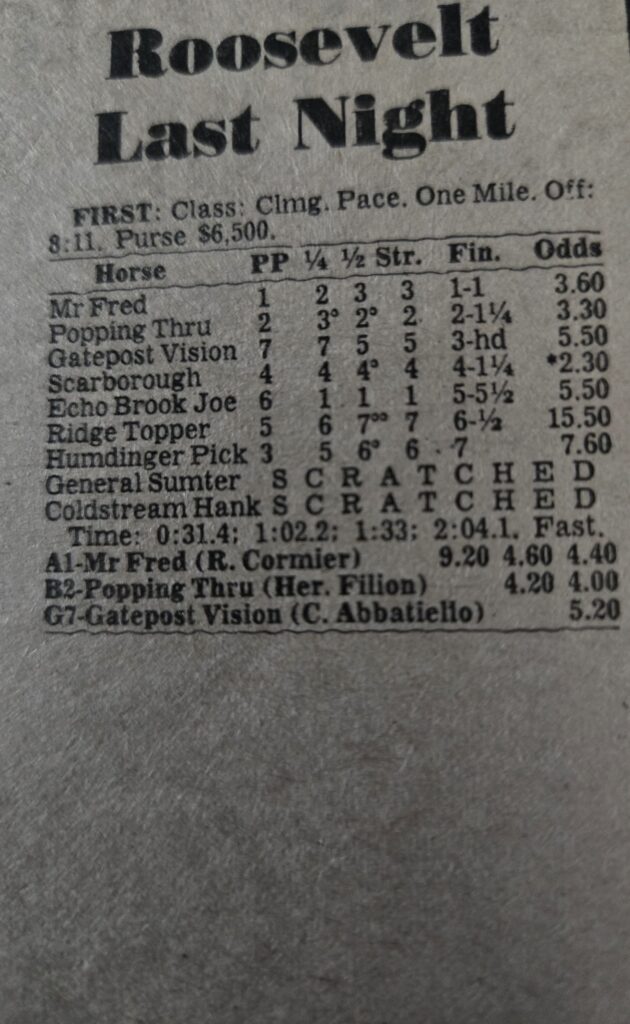 Roosevelt
Last Night
FIRST: Class: Clmg. Pace. One Mile. Off:
8:11. Purse $6,500.
Horse PP ¼ ½ Str. Fin. Odds
Mr Fred 1 2 3 3 1-1 3.60
Popping Thru 2 3° 2° 2 2-1¼ 3.30
Gatepost Vision 7 7 5 5 3-hd 5.50
Scarborough 4 4 4° 4 4-1¼ *2.30
Echo Brook Joe 6 1 1 1 5-5½ 5.50
Ridge Topper 5 6 7°° 7 6-½ 15.50
Humdinger Pick 3 5 6° 6 7 7.60
General Sumter S C R A T C H E D
Coldstream Hank S C R A T C H E D
Time: 0:31.4; 1:02.2; 1:33; 2:04.1. Fast.
A1-Mr Fred (R. Cormier) 9.20 4.60 4.40
B2-Popping Thru (Her. Filion) 4.20 4.00
G7-Gatepost Vision (C. Abbatiello) 5.20